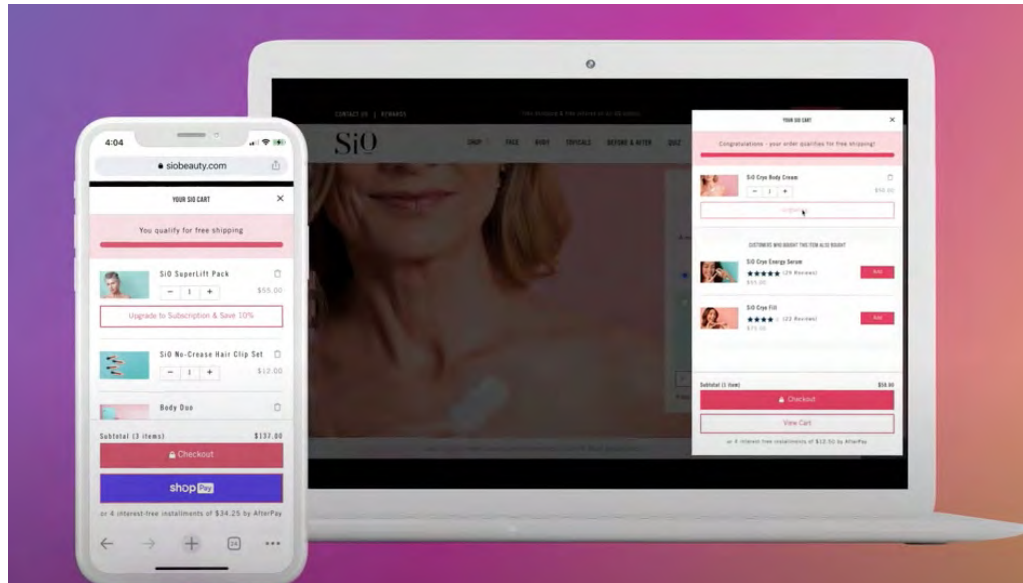 4:04
siobeauty.com
YOUR SIO CART
You qualify for free shipping
SiO SuperLift Pack
1
$55.00
Upgrade to Subscription & Save 10%
SiO No-Crease Hair Clip Set
1
$12.00
Body Duo
Subtotal (3 items) $137.00
Checkout
shop Pay
or 4 interest-free installments of $34.25 by AfterPay
CONTACT US | REWARDS
SiO
SHOP FACE BODY TOPICALS BEFORE & AFTER QUIZ
YOUR SIO CART
Congratulations - your order qualifies for free shipping!
SiO Cryo Body Cream
1
CUSTOMERS WHO BOUGHT THIS ITEM ALSO BOUGHT
SiO Cryo Energy Serum
(29 Reviews)
Add
SiO Cryo Fill
(22 Reviews)
Add
Subtotal (1 item)
Checkout
View Cart
or 4 interest free installments of $12.50 by AfterPay